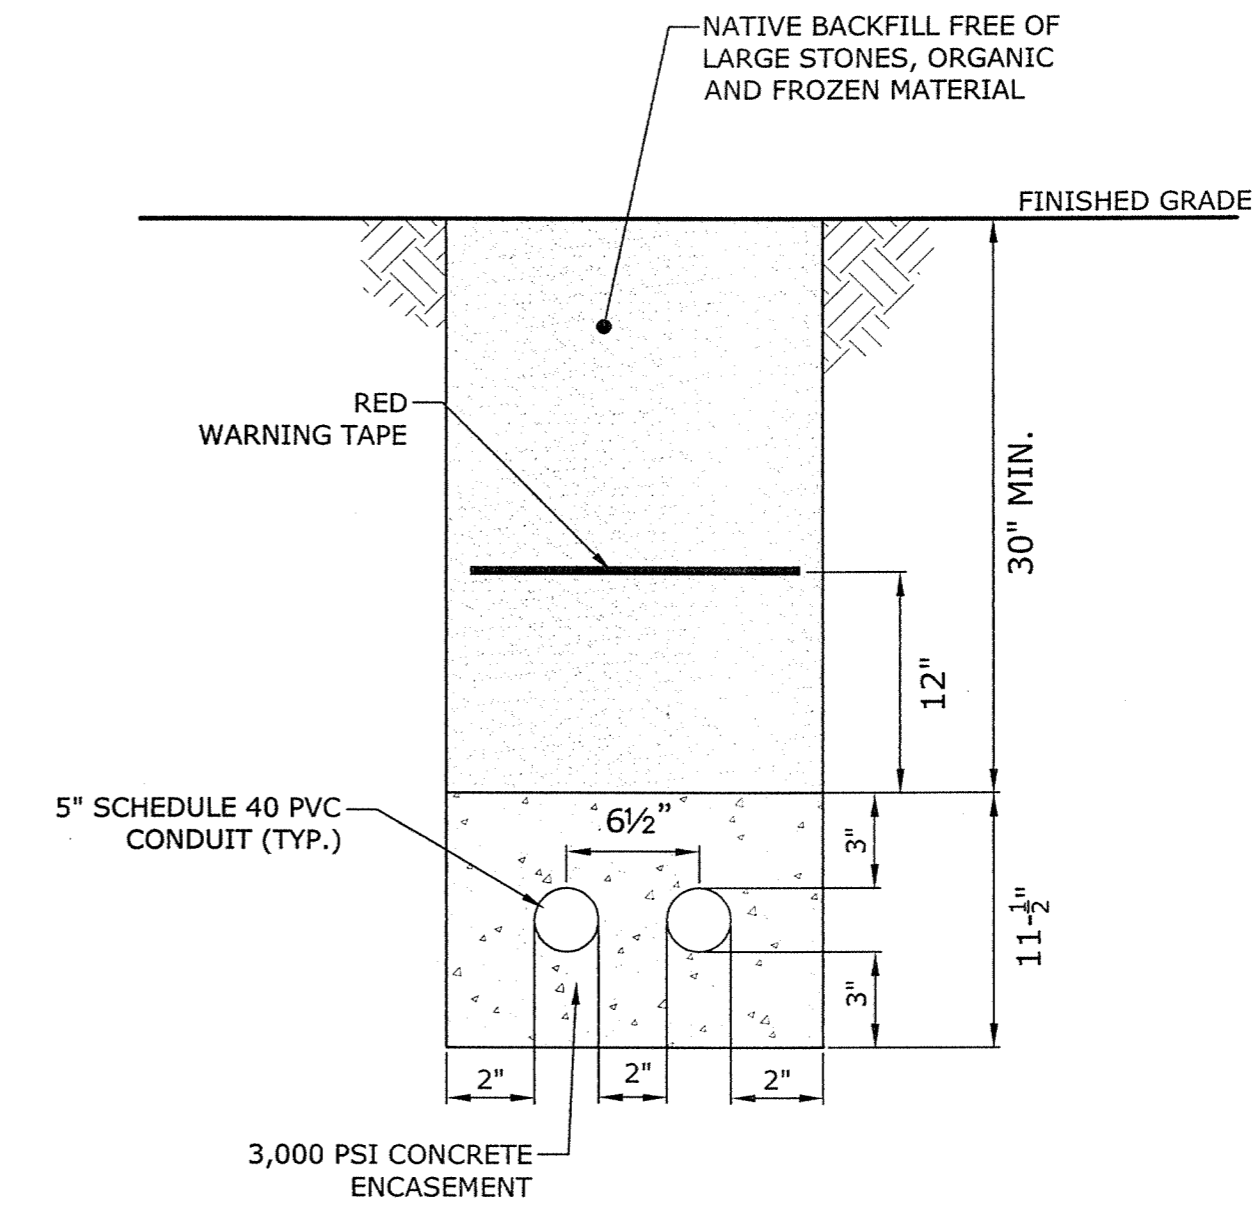 NATIVE BACKFILL FREE OF
LARGE STONES, ORGANIC
AND FROZEN MATERIAL
FINISHED GRADE
RED
WARNING TAPE
30" MIN.
12"
5" SCHEDULE 40 PVC
CONDUIT (TYP.)
6½”
3"
11-½"
3"
2"
2"
2"
3,000 PSI CONCRETE
ENCASEMENT